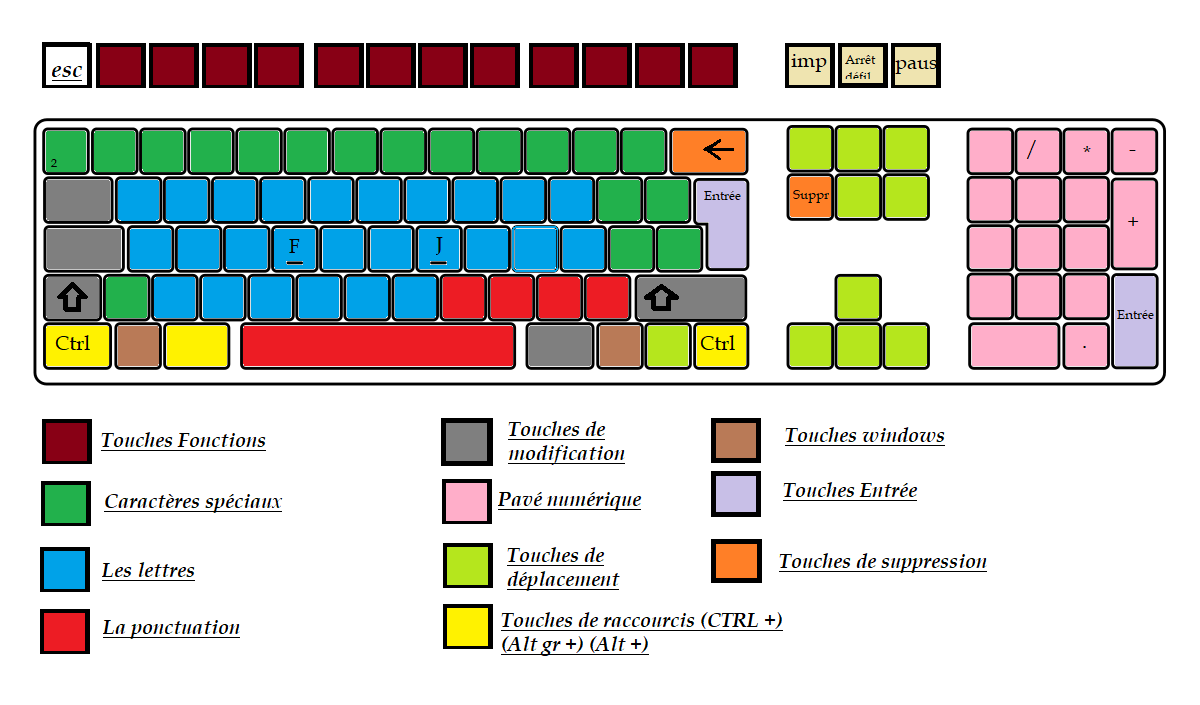 esc
imp
Arrêt
défil
paus
2
/
*
-
Entrée
Suppr
+
F
J
Entrée
Ctrl
Ctrl
.
Touches Fonctions
Caractères spéciaux
Les lettres
La ponctuation
Touches de
modification
Pavé numérique
Touches de
déplacement
Touches de raccourcis (CTRL +)
(Alt gr +) (Alt +)
Touches windows
Touches Entrée
Touches de suppression